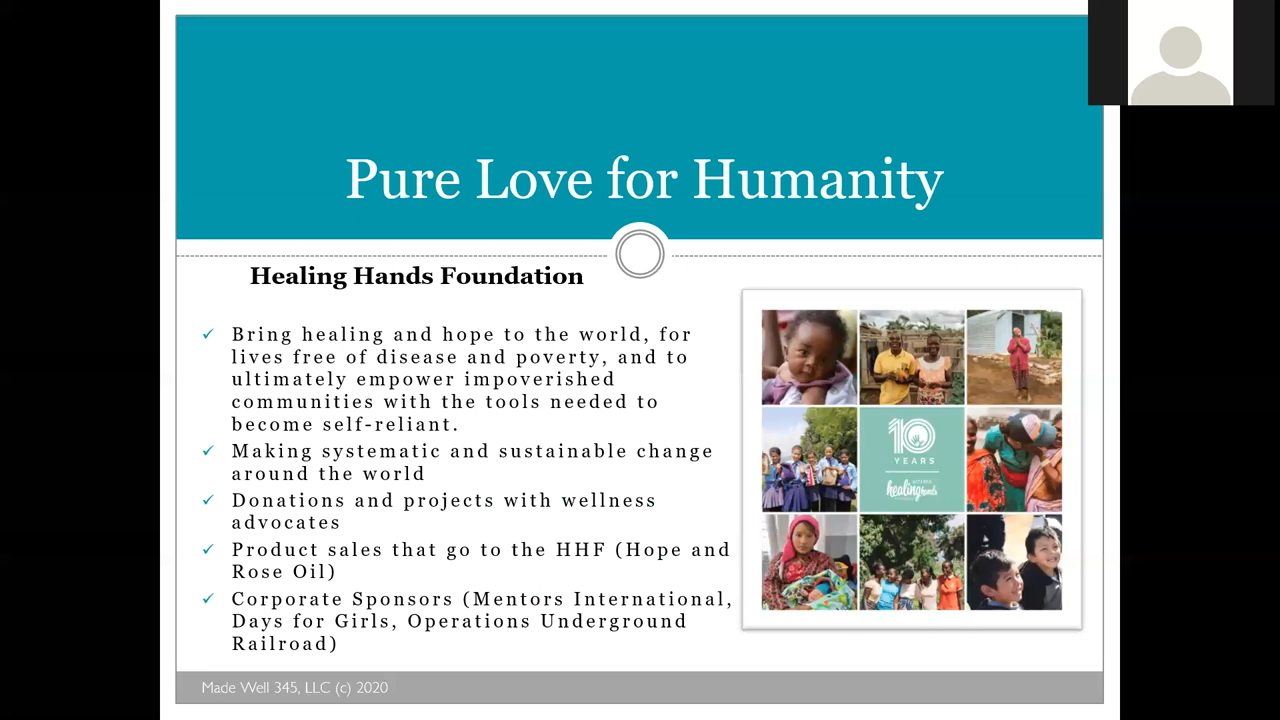 Pure Love for Humanity
Healing Hands Foundation
✓ Bring healing and hope to the world, for
lives free of disease and poverty, and to
ultimately empower impoverished
communities with the tools needed to
become self-reliant.
✓ Making systematic and sustainable change
around the world
✓ Donations and projects with wellness
advocates
✓ Product sales that go to the HHF (Hope and
Rose Oil)
✓ Corporate Sponsors (Mentors International,
Days for Girls, Operations Underground
Railroad)
10
YEARS
healing hands
Made Well 345, LLC (c) 2020